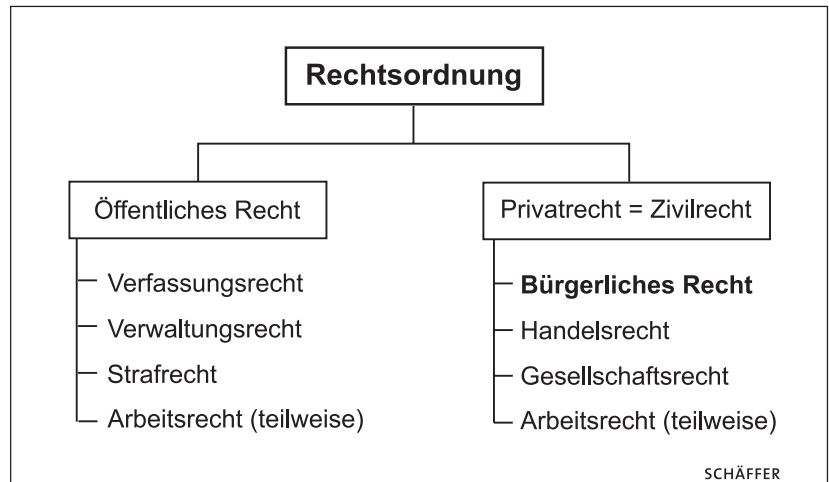 Rechtsordnung
Öffentliches Recht
Verfassungsrecht
Verwaltungsrecht
Strafrecht
Arbeitsrecht (teilweise)
Privatrecht = Zivilrecht
Bürgerliches Recht
Handelsrecht
Gesellschaftsrecht
Arbeitsrecht (teilweise)
SCHÄFFER